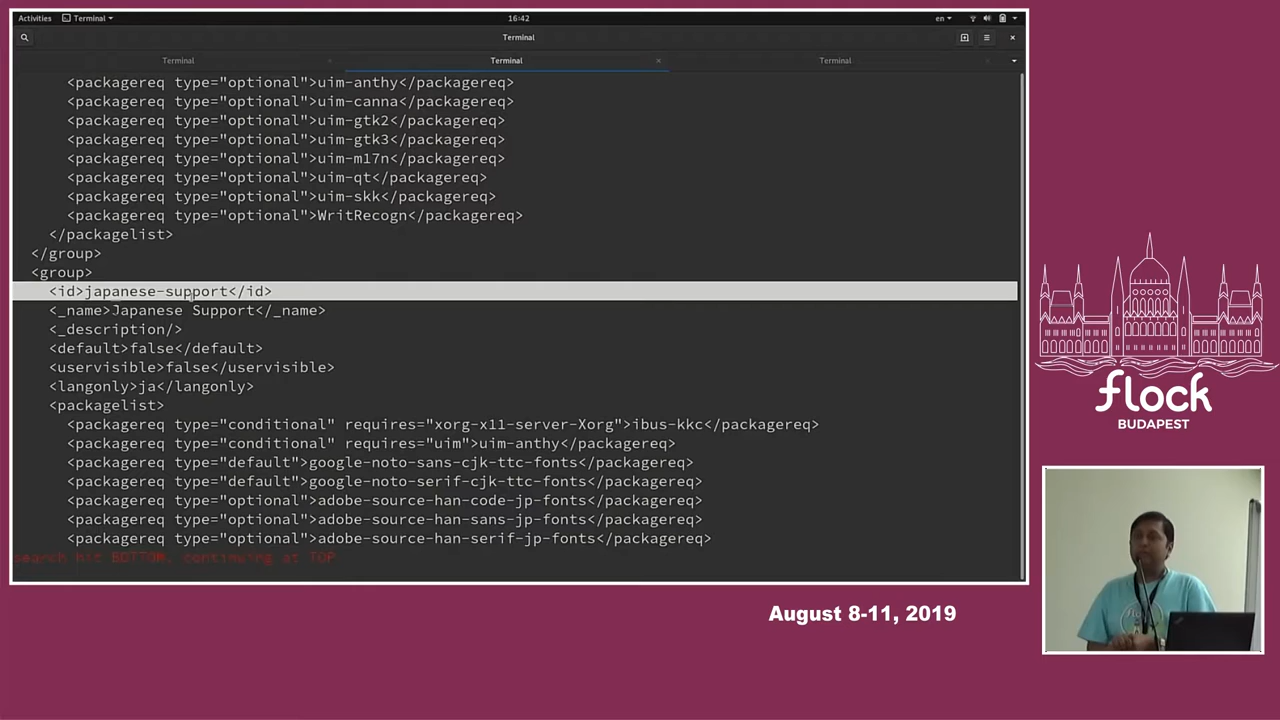 Activities
Terminal
16:42
en
Terminal
Terminal
Terminal
Terminal
<packagereq type="optional">uim-anthy</packagereq>
<packagereq type="optional">uim-canna</packagereq>
<packagereq type="optional">uim-gtk2</packagereq>
<packagereq type="optional">uim-gtk3</packagereq>
<packagereq type="optional">uim-m17n</packagereq>
<packagereq type="optional">uim-qt</packagereq>
<packagereq type="optional">uim-skk</packagereq>
<packagereq type="optional">WritRecogn</packagereq>
</packagelist>
</group>
<group>
<id>japanese-support</id>
<_name>Japanese Support</_name>
<_description/>
<default>false</default>
<uservisible>false</uservisible>
<langonly>ja</langonly>
<packagelist>
<packagereq type="conditional" requires="xorg-x11-server-Xorg">ibus-kkc</packagereq>
<packagereq type="conditional" requires="uim">uim-anthy</packagereq>
<packagereq type="default">google-noto-sans-cjk-ttc-fonts</packagereq>
<packagereq type="default">google-noto-serif-cjk-ttc-fonts</packagereq>
<packagereq type="optional">adobe-source-han-code-jp-fonts</packagereq>
<packagereq type="optional">adobe-source-han-sans-jp-fonts</packagereq>
<packagereq type="optional">adobe-source-han-serif-jp-fonts</packagereq>
search hit BOTTOM, continuing at TOP
flock
BUDAPEST
August 8-11, 2019